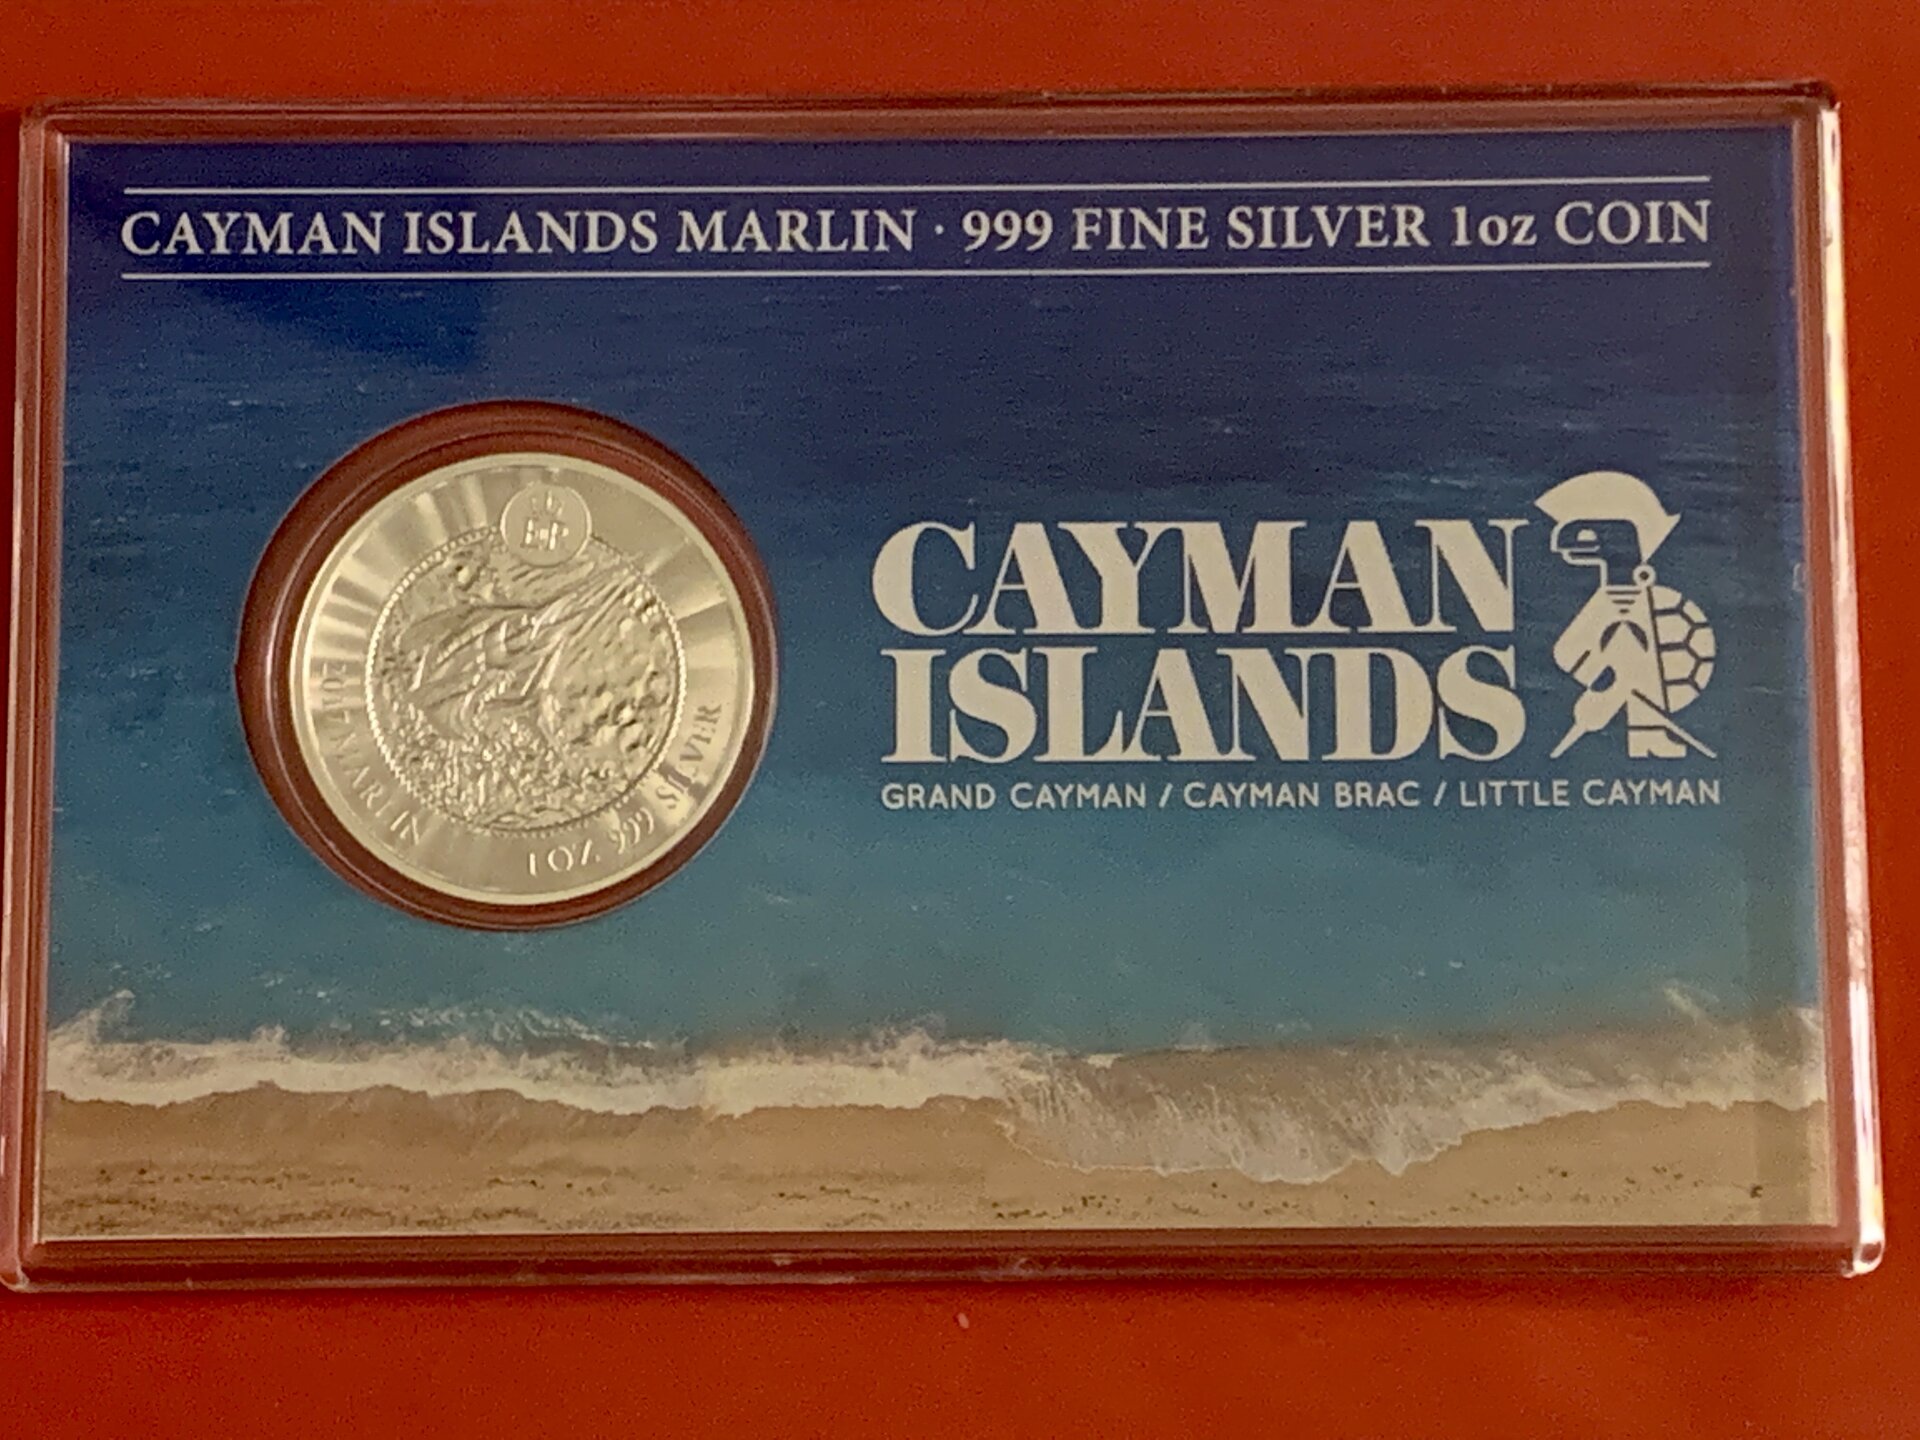 CAYMAN ISLANDS MARLIN · 999 FINE SILVER 1oz COIN
CAYMAN
ISLANDS
GRAND CAYMAN / CAYMAN BRAC / LITTLE CAYMAN
MARLIN
1 OZ 999 SILVER